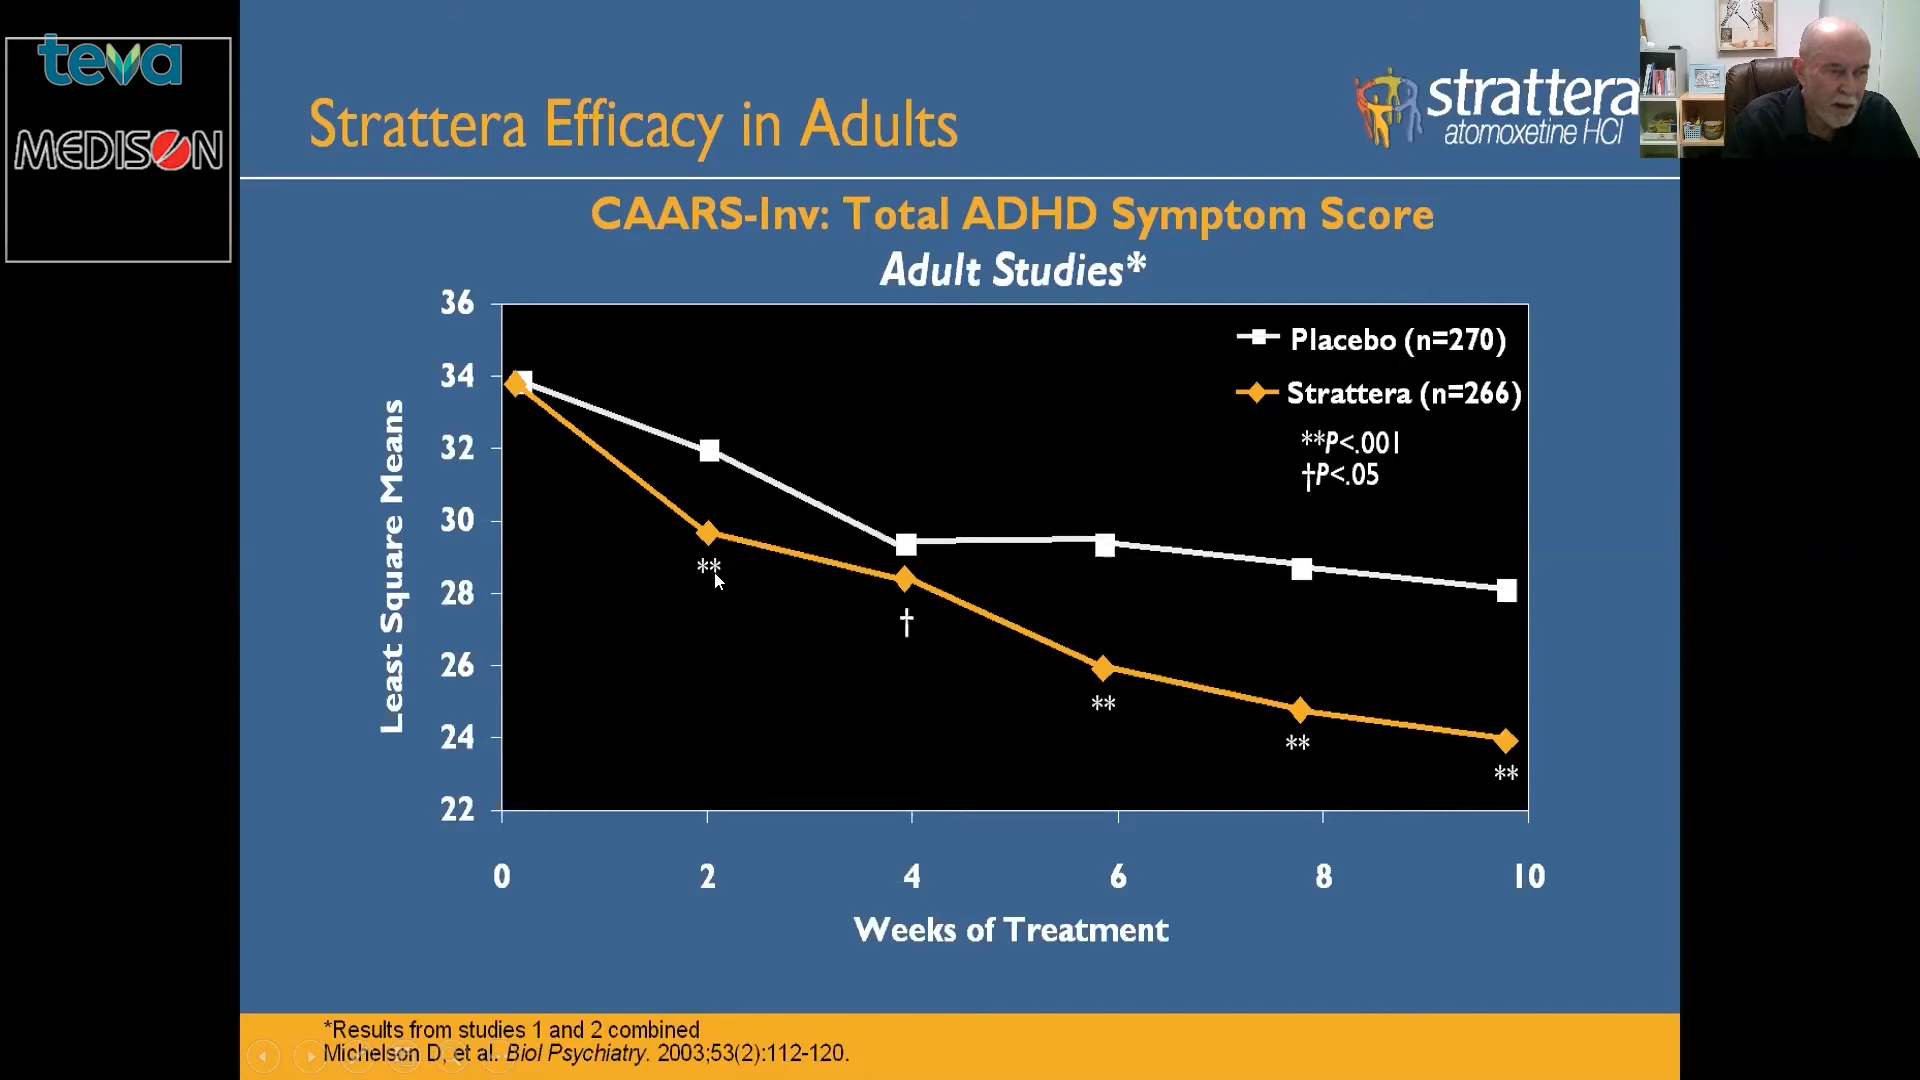 teva
MEDISON
Strattera Efficacy in Adults
strattera
atomoxetine HCl
CAARS-Inv: Total ADHD Symptom Score
Adult Studies*
36
34
32
30
28
26
24
22
Least Square Means
Placebo (n=270)
Strattera (n=266)
**P<.001
†P<.05
**
†
**
**
**
0 2 4 6 8 10
Weeks of Treatment
*Results from studies 1 and 2 combined
Michelson D, et al. Biol Psychiatry. 2003;53(2):112-120.